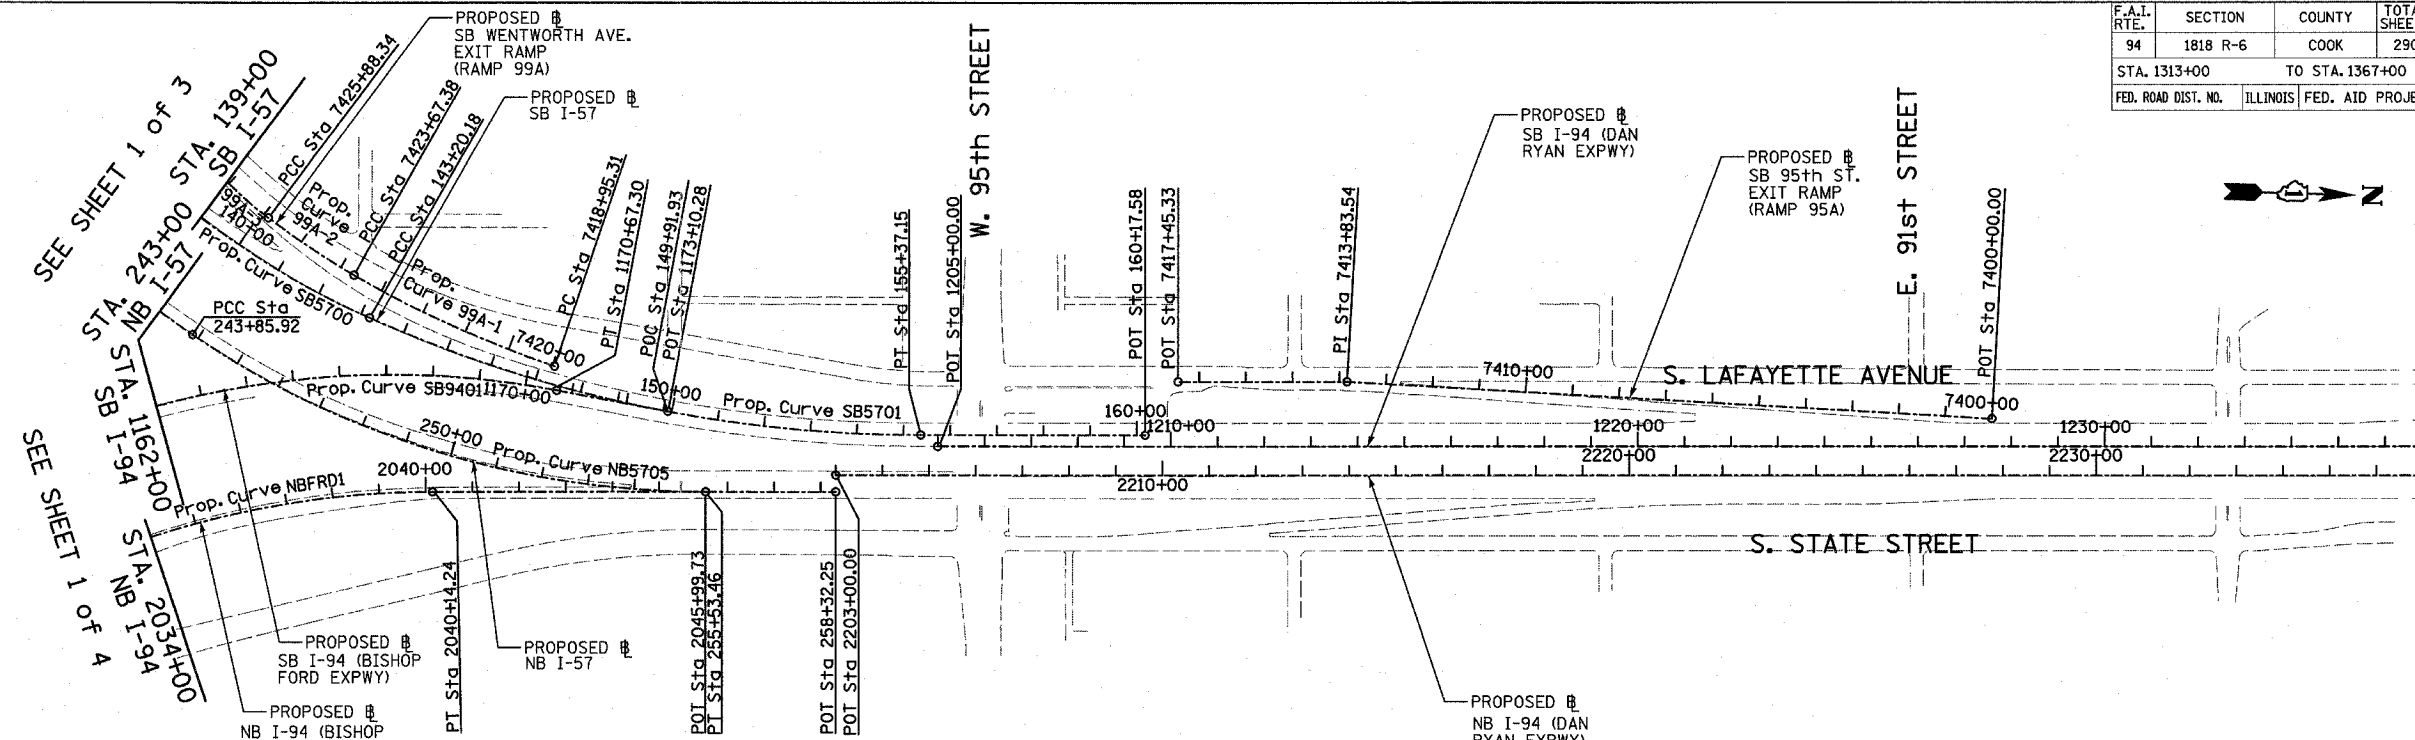 F.A.I. RTE.
SECTION
COUNTY
94
1818 R-6
COOK
STA. 1313+00
TO STA. 1367+00
FED. ROAD DIST. NO.
ILLINOIS
FED. AID
SEE SHEET 1 of 3
STA. 139+00
SB I-57
STA. 243+00
NB I-57
STA. 1162+00
SB I-94
STA. 2034+00
NB I-94
SEE SHEET 1 of 4
PROPOSED ℄
SB WENTWORTH AVE.
EXIT RAMP
(RAMP 99A)
PROPOSED ℄
SB I-57
PCC Sta 7425+88.34
PCC Sta 7423+67.38
PCC Sta 143+20.18
99A-3
140+00
Prop. Curve 99A-2
Prop. Curve 99A-1
7420+00
Prop. Curve SB5700
PCC Sta
243+85.92
PC Sta 7418+95.31
PT Sta 1170+67.30
POC Sta 149+91.93
POT Sta 1173+10.28
W. 95th STREET
PT Sta 155+37.15
POT Sta 1205+00.00
POT Sta 160+17.58
POT Sta 7417+45.33
PI Sta 7413+83.54
PROPOSED ℄
SB I-94 (DAN
RYAN EXPWY)
PROPOSED ℄
SB 95th ST.
EXIT RAMP
(RAMP 95A)
E. 91st STREET
POT Sta 7400+00.00
N
Prop. Curve SB9401
1170+00
150+00
Prop. Curve SB5701
160+00
1210+00
7410+00
S. LAFAYETTE AVENUE
7400+00
1220+00
1230+00
250+00
Prop. Curve NB5705
2040+00
Prop. Curve NBFRD1
2210+00
2220+00
2230+00
S. STATE STREET
PT Sta 2040+14.24
POT Sta 2045+99.73
PT Sta 255+53.46
POT Sta 258+32.25
POT Sta 2203+00.00
PROPOSED ℄
SB I-94 (BISHOP
FORD EXPWY)
PROPOSED ℄
NB I-57
PROPOSED ℄
NB I-94 (BISHOP
PROPOSED ℄
NB I-94 (DAN
RYAN EXPWY)